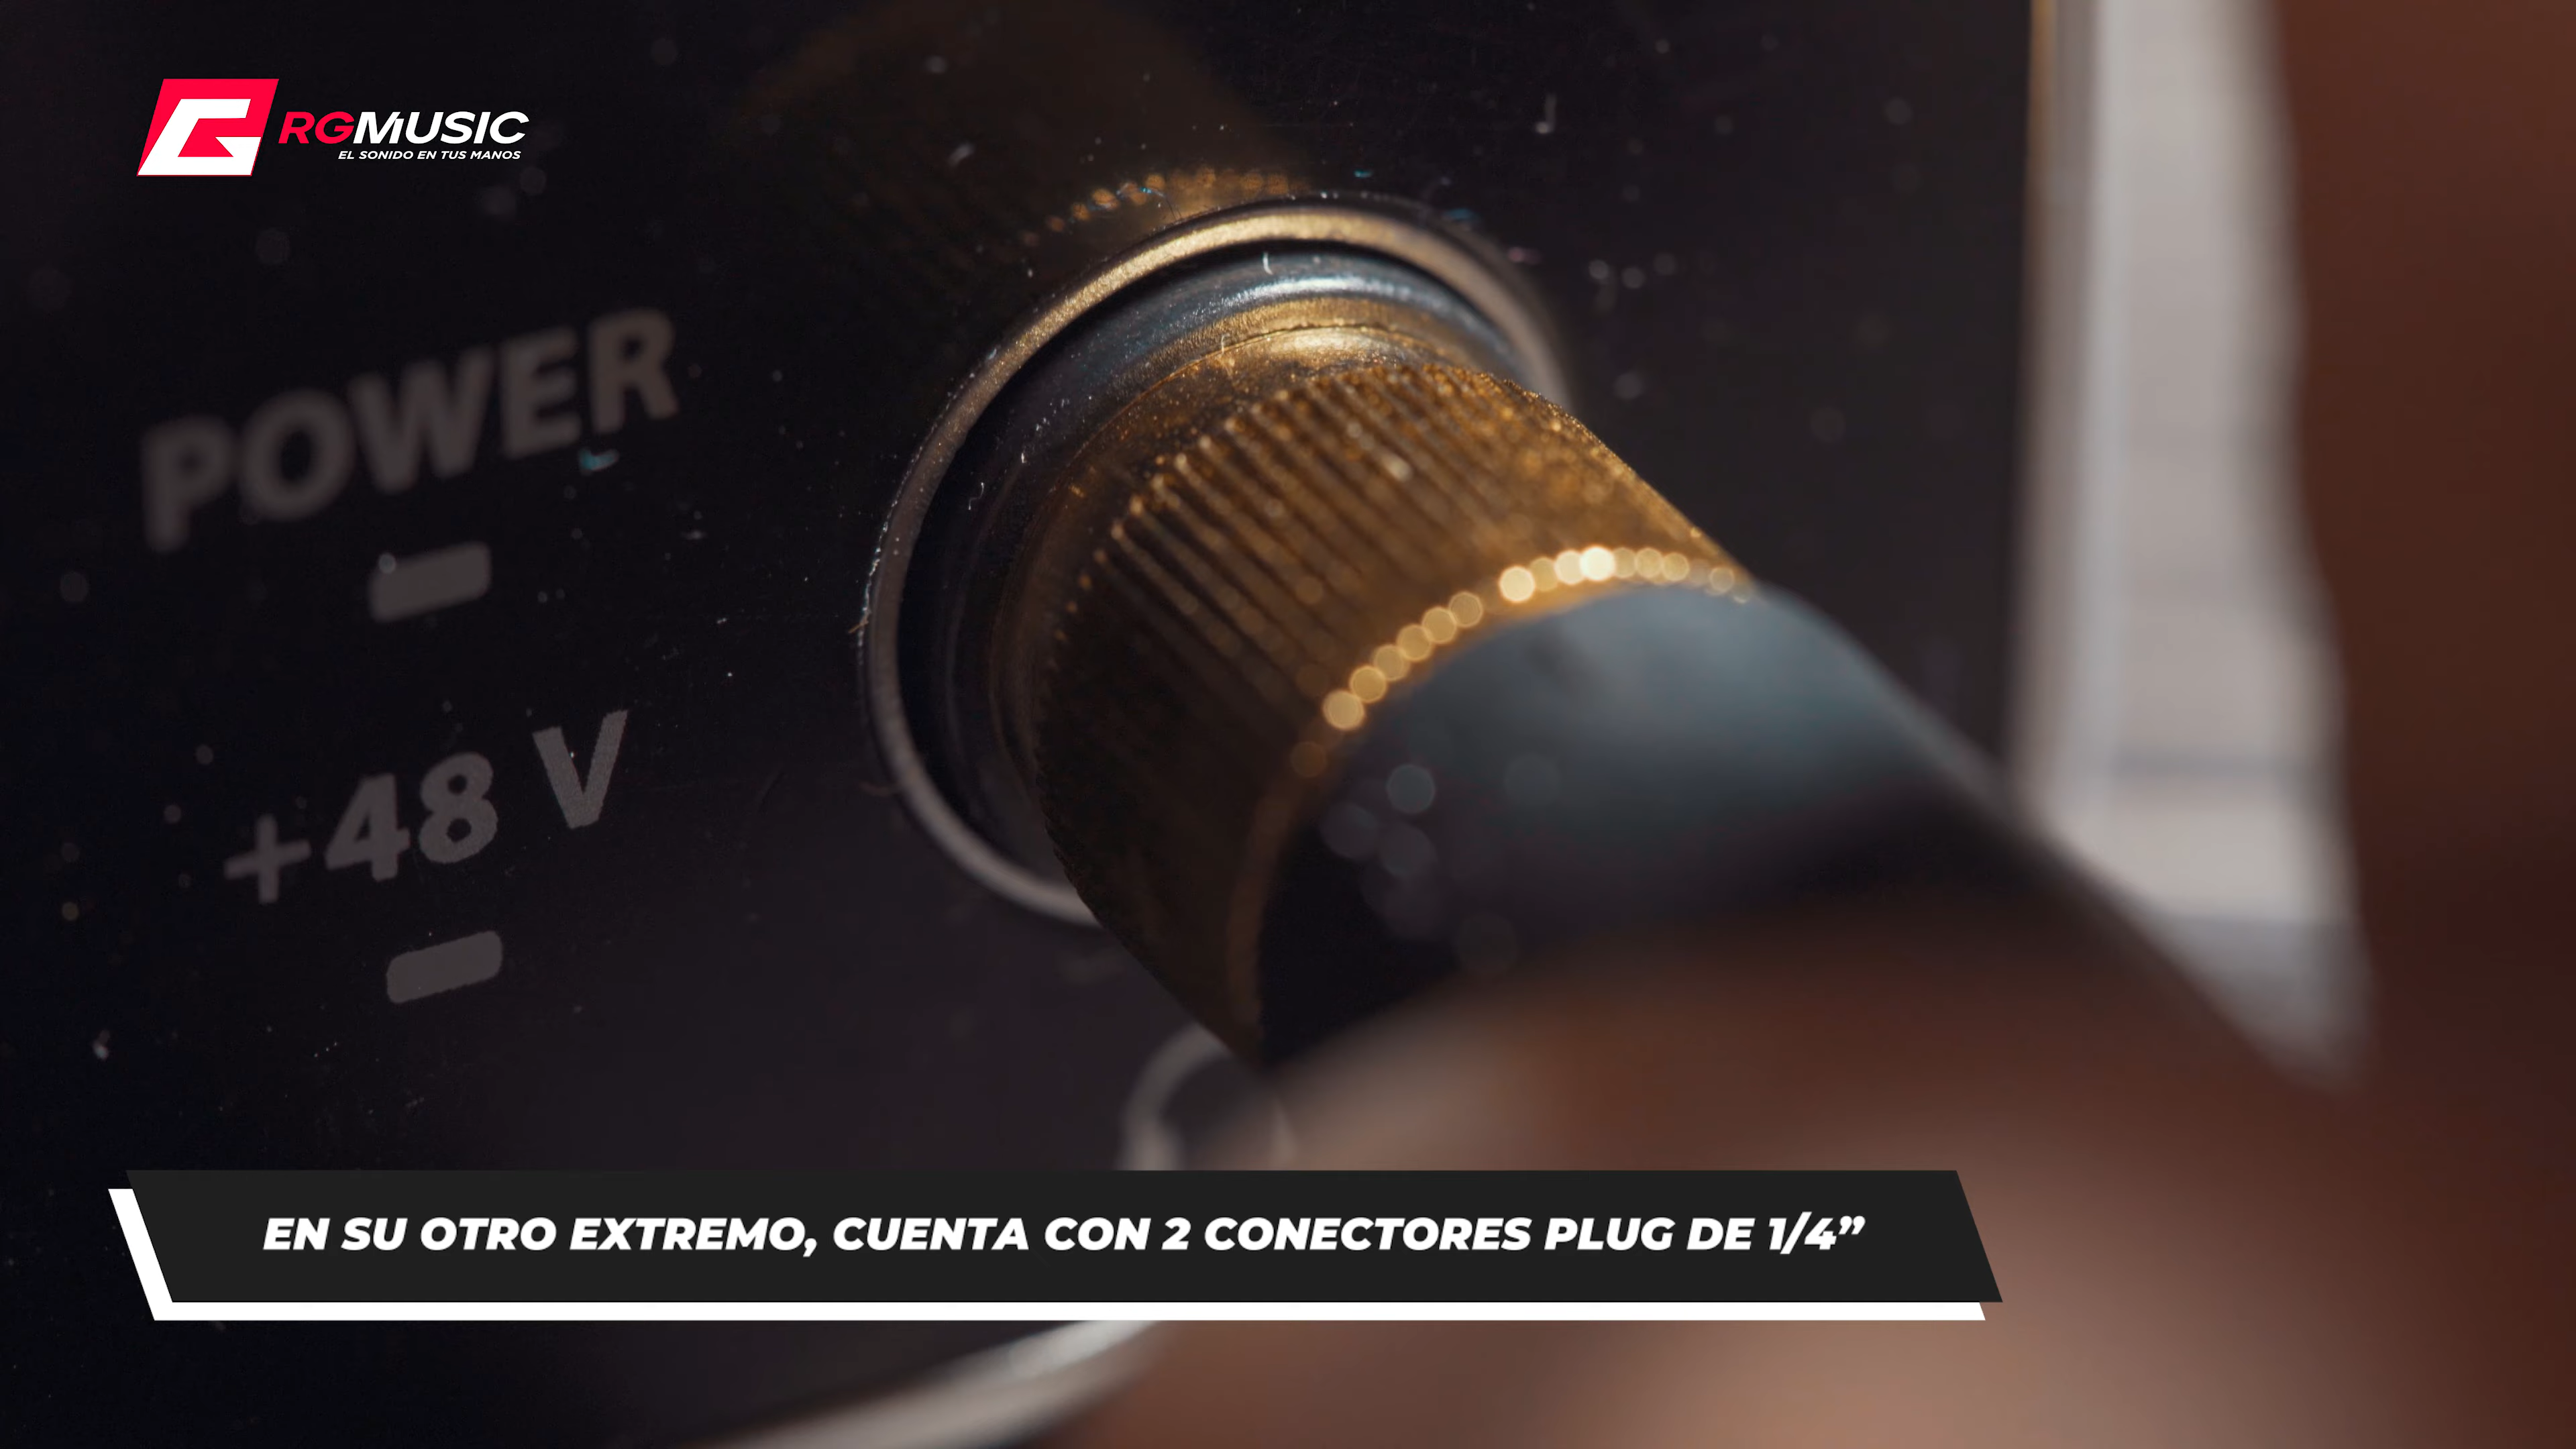 RGMUSIC
EL SONIDO EN TUS MANOS
POWER
+48 V
EN SU OTRO EXTREMO, CUENTA CON 2 CONECTORES PLUG DE 1/4”